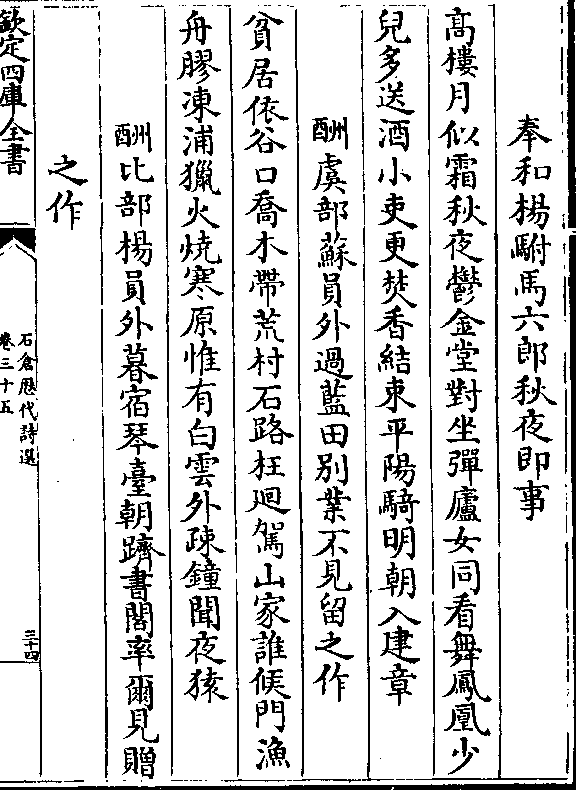 奉和楊駙馬六郎秋夜即事
髙樓月似霜秋夜鬱金堂對坐彈廬女同看舞鳳凰少
兒多送酒小吏更焚香結束平陽騎明朝入建章
酬虞部蘇員外過藍田别業不見留之作
貧居依谷口喬木帶荒村石路枉迴駕山家誰候門漁
舟膠凍浦獵火燒寒原惟有白雲外疎鐘聞夜猿
酬比部楊員外暮宿琴臺朝躋書閣率爾見贈
之作
欽定四庫全書
石倉歴代詩選
卷三十五
三十四